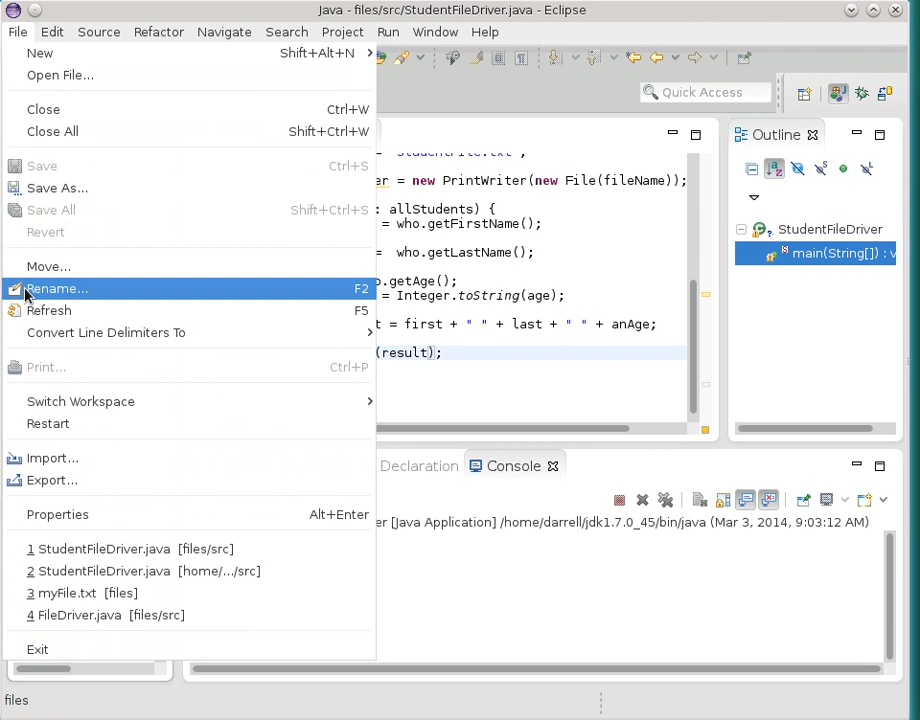 Java - files/src/StudentFileDriver.java - Eclipse
File Edit Source Refactor Navigate Search Project Run Window Help
New Shift+Alt+N
Open File...
Close Ctrl+W
Close All Shift+Ctrl+W
Save Ctrl+S
Save As...
Save All Shift+Ctrl+S
Revert
Move...
Rename... F2
Refresh F5
Convert Line Delimiters To
Print... Ctrl+P
Switch Workspace
Restart
Import...
Export...
Properties Alt+Enter
1 StudentFileDriver.java [files/src]
2 StudentFileDriver.java [home/.../src]
3 myFile.txt [files]
4 FileDriver.java [files/src]
Exit
Quick Access
= "studentFile.txt";
er = new PrintWriter(new File(fileName));
: allStudents) {
= who.getFirstName();
= who.getLastName();
o.getAge();
= Integer.toString(age);
t = first + " " + last + " " + anAge;
(result);
Outline
StudentFileDriver
main(String[]) : v
Declaration Console
er [Java Application] /home/darrell/jdk1.7.0_45/bin/java (Mar 3, 2014, 9:03:12 AM)
files